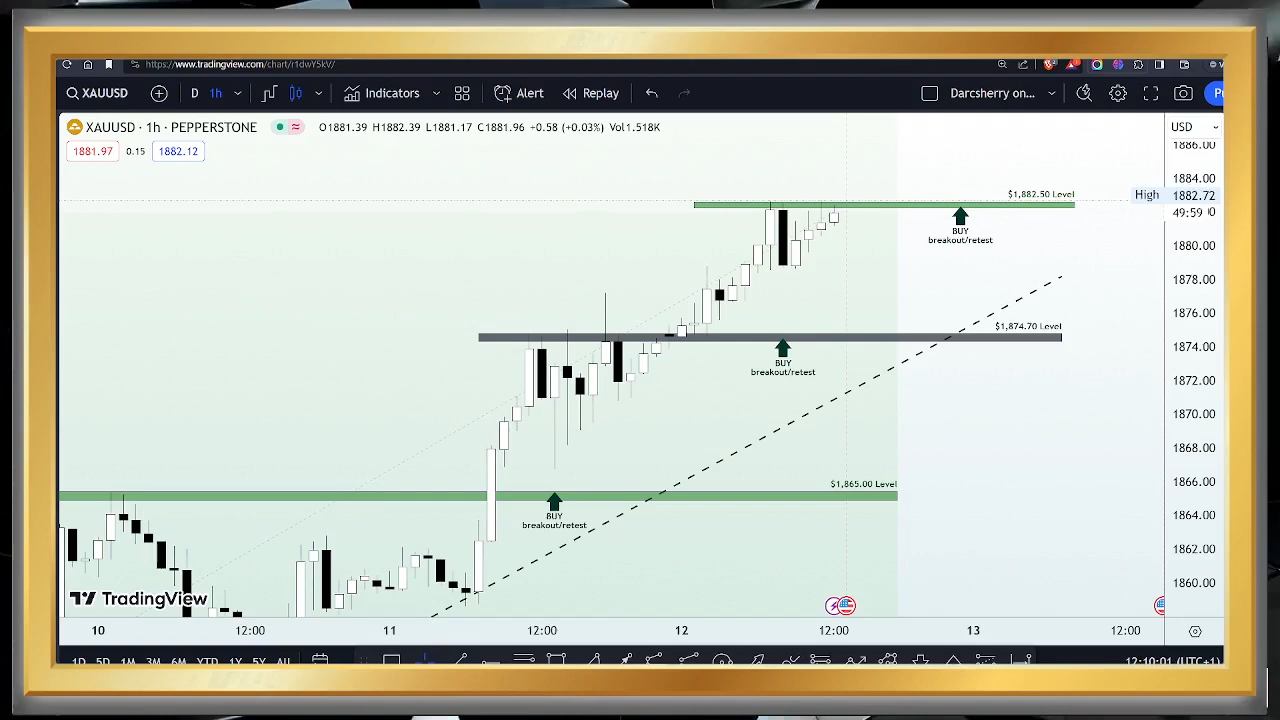 https://www.tradingview.com/chart/r1dwY5kV/
XAUUSD D 1h Indicators Alert Replay Darcsherry on...
XAUUSD · 1h · PEPPERSTONE O1881.39 H1882.39 L1881.17 C1881.96 +0.58 (+0.03%) Vol1.518K
USD
1881.97 0.15 1882.12
1886.00
1884.00
$1,882.50 Level
High 1882.72
49:59
BUY
breakout/retest
1880.00
1878.00
1876.00
$1,874.70 Level
1874.00
BUY
breakout/retest
1872.00
1870.00
1868.00
1866.00
$1,865.00 Level
BUY
breakout/retest
1864.00
1862.00
1860.00
TradingView
10 12:00 11 12:00 12 12:00 13 12:00
1D 5D 1M 3M 6M YTD 1Y 5Y All 12:10:01 (UTC+1)